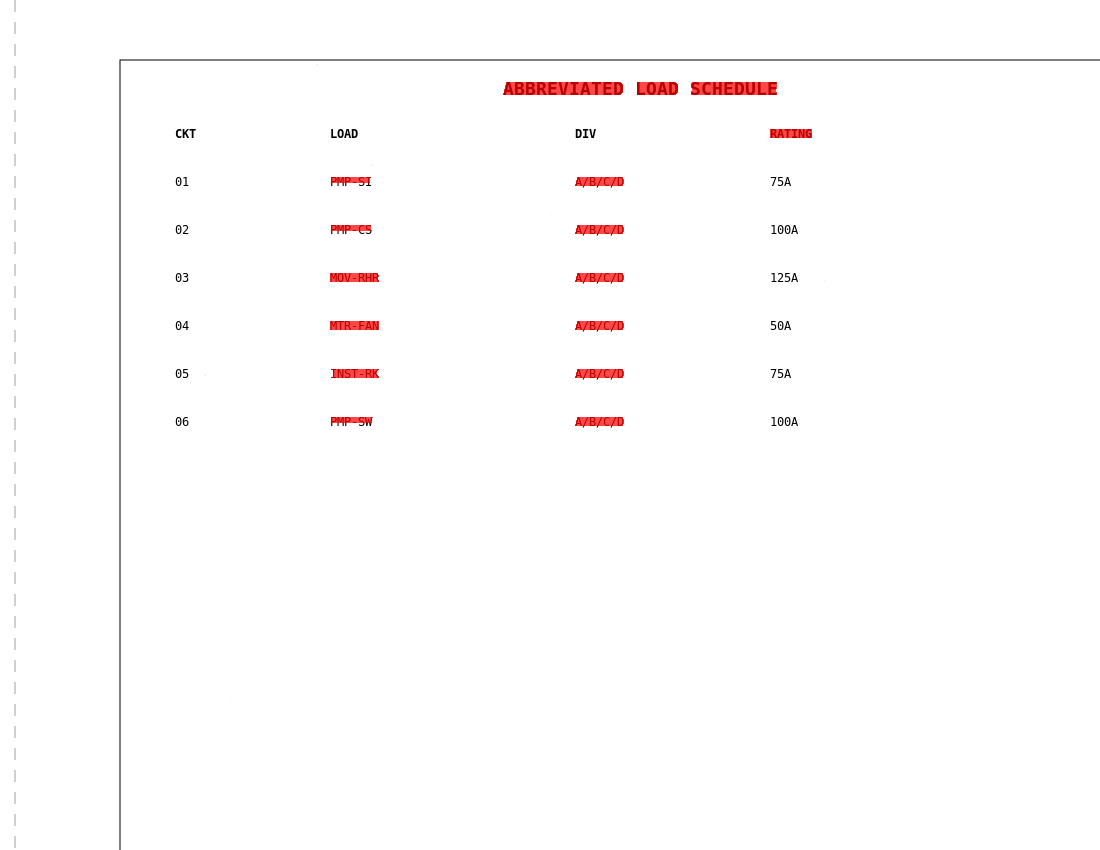 ABBREVIATED LOAD SCHEDULE
CKT LOAD DIV RATING
01 PMP-SI A/B/C/D 75A
02 PMP-CS A/B/C/D 100A
03 MOV-RHR A/B/C/D 125A
04 MTR-FAN A/B/C/D 50A
05 INST-RK A/B/C/D 75A
06 PMP-SW A/B/C/D 100A